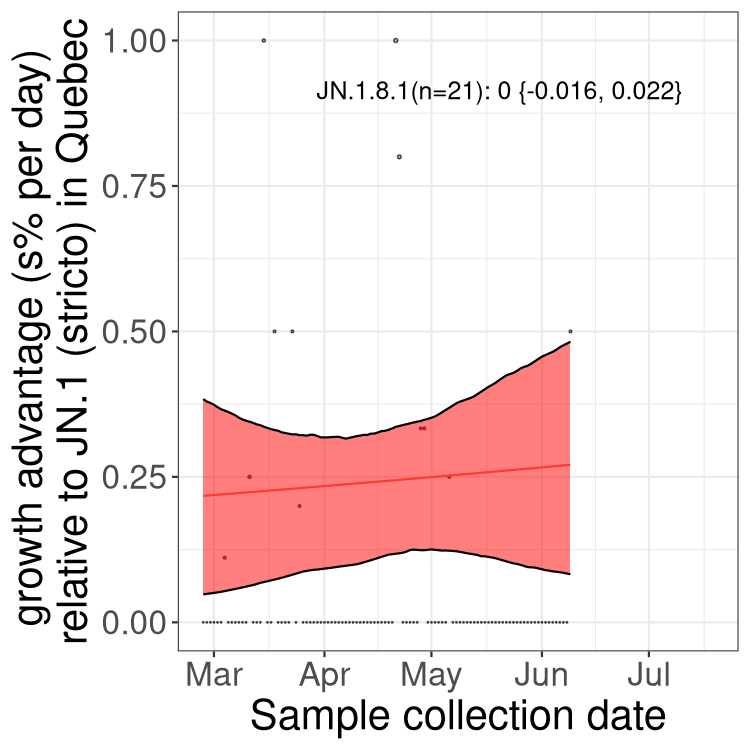 growth advantage (s% per day)
relative to JN.1 (stricto) in Quebec
1.00
0.75
0.50
0.25
0.00
JN.1.8.1(n=21): 0 {-0.016, 0.022}
Mar Apr May Jun Jul
Sample collection date